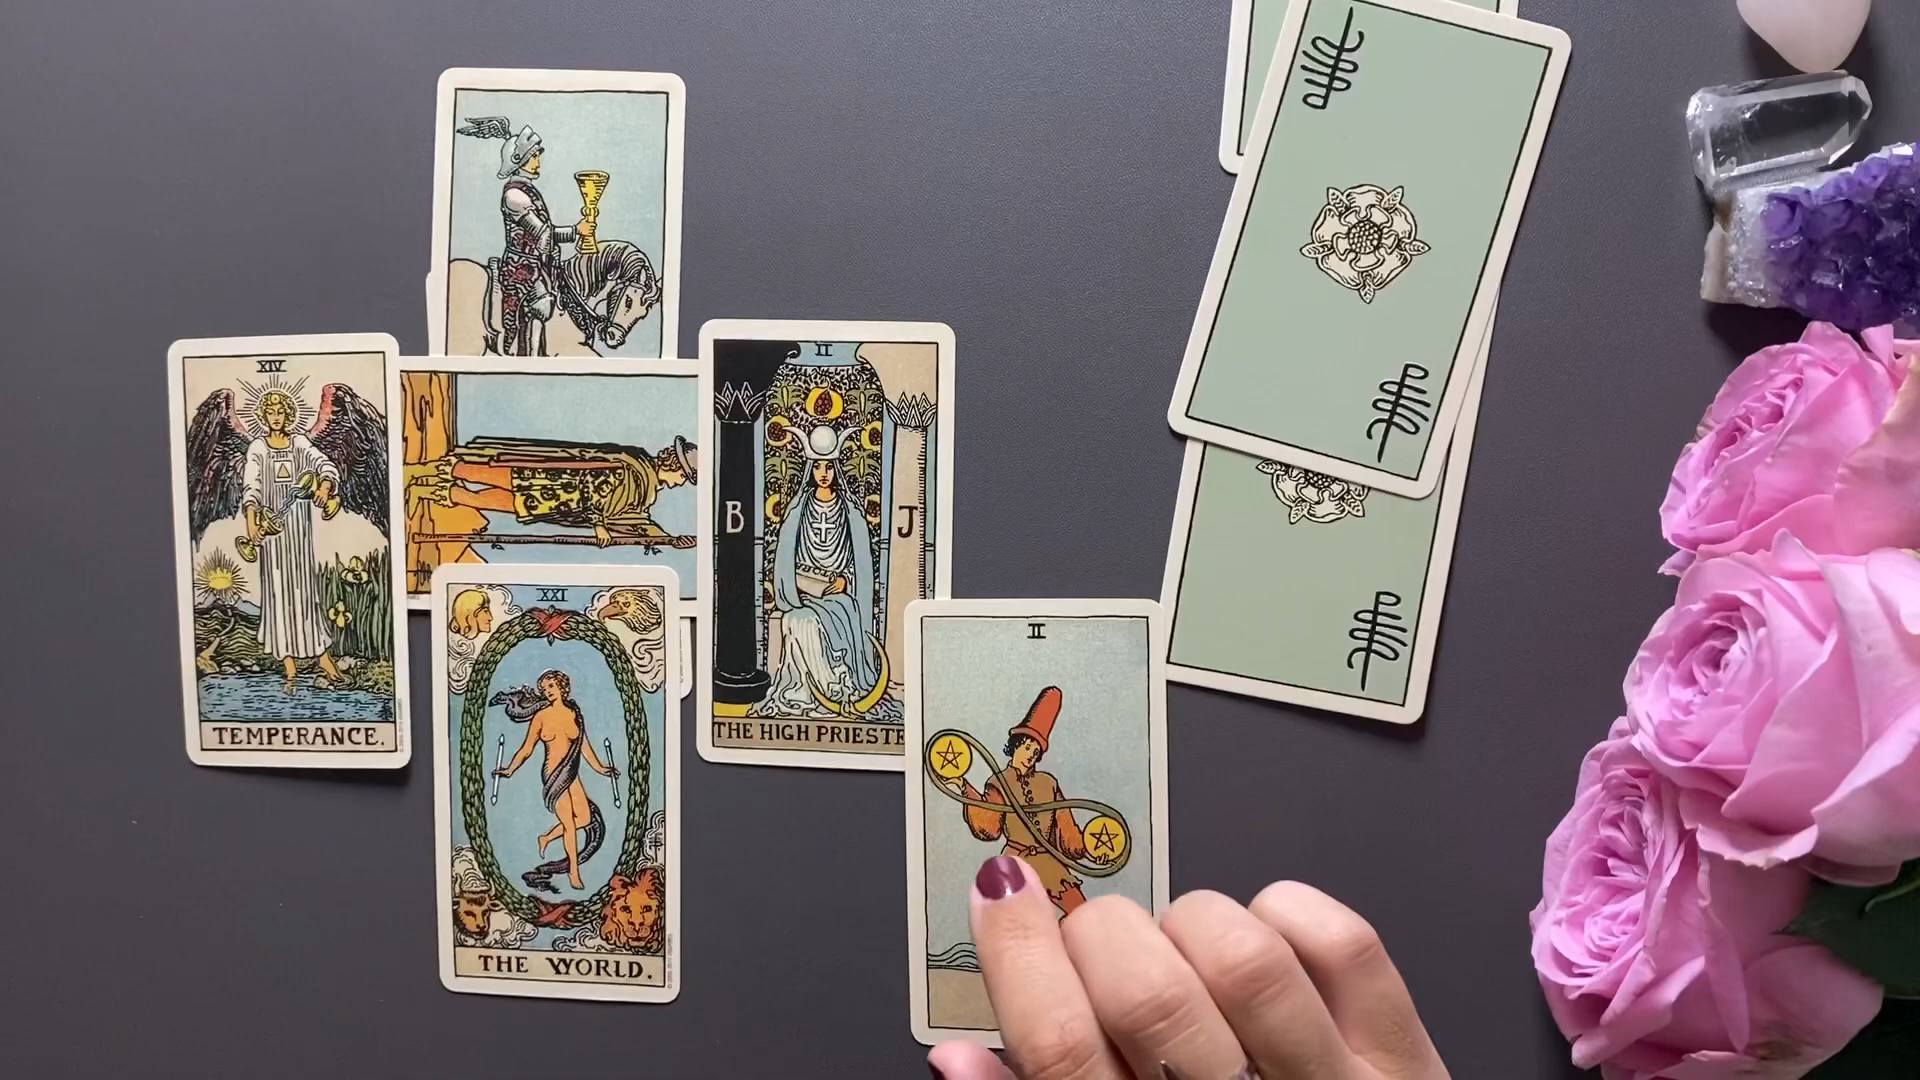 XIV
TEMPERANCE.
XXI
THE WORLD.
II
B
J
THE HIGH PRIESTE
II